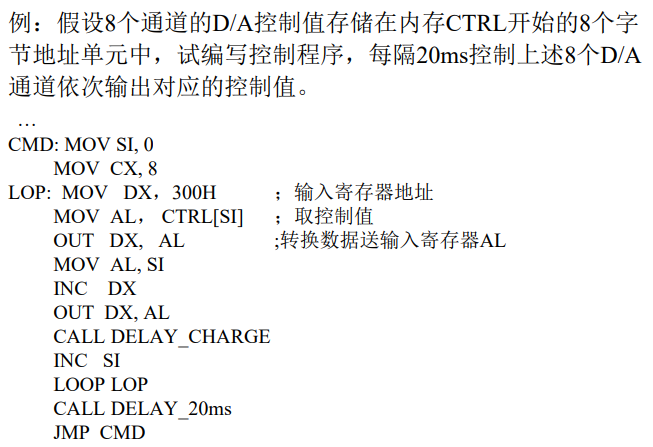 例：假设8个通道的D/A控制值存储在内存CTRL开始的8个字
节地址单元中，试编写控制程序，每隔20ms控制上述8个D/A
通道依次输出对应的控制值。
…
CMD: MOV SI, 0
MOV CX, 8
LOP: MOV DX，300H ；输入寄存器地址
MOV AL， CTRL[SI] ；取控制值
OUT DX, AL ;转换数据送输入寄存器AL
MOV AL, SI
INC DX
OUT DX, AL
CALL DELAY_CHARGE
INC SI
LOOP LOP
CALL DELAY_20ms
JMP CMD